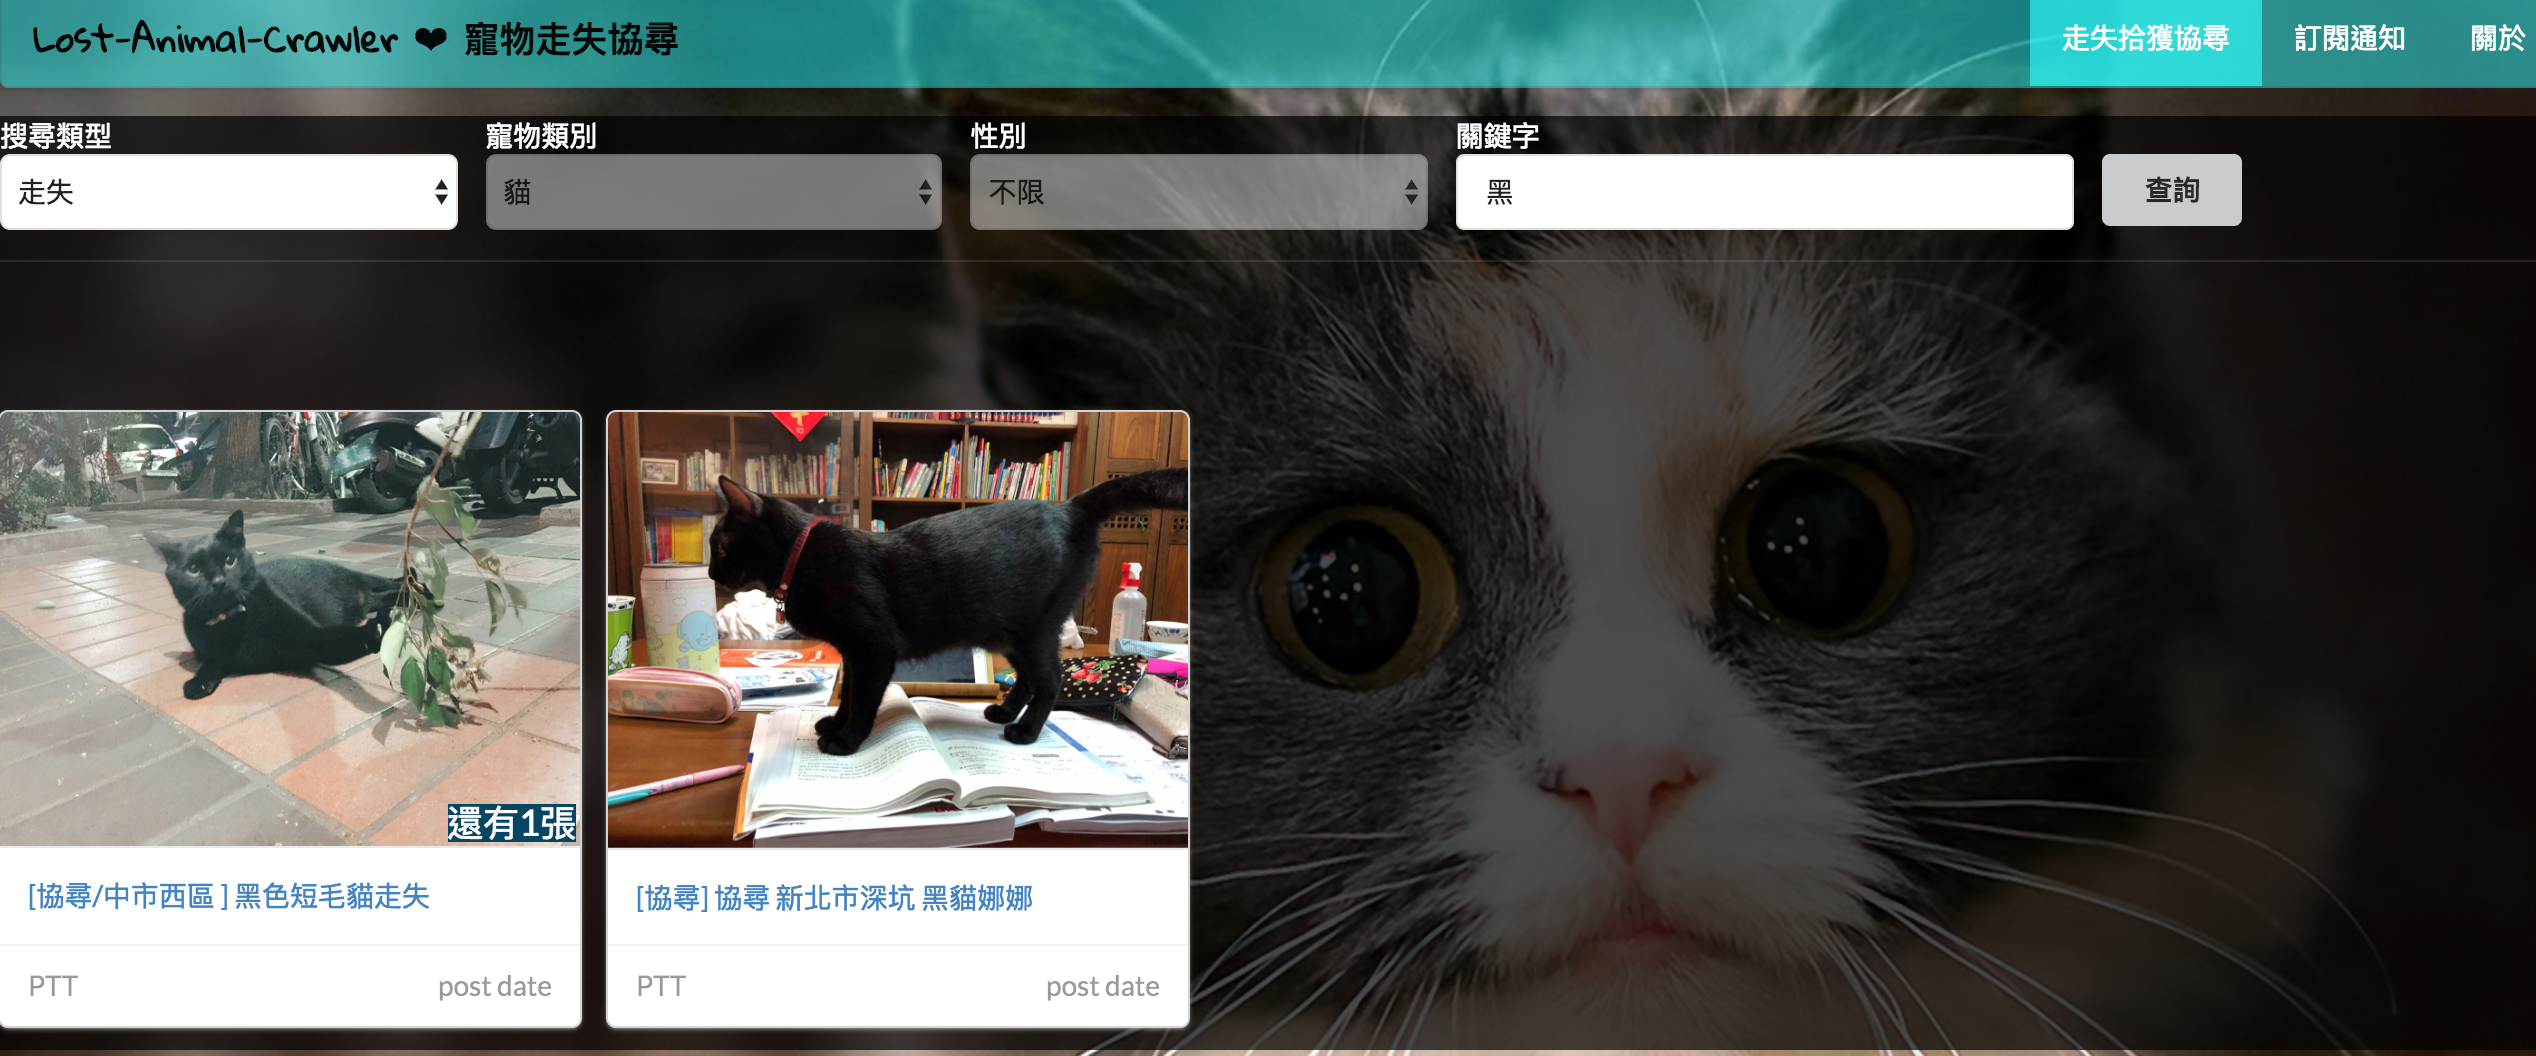 Lost-Animal-Crawler ❤ 寵物走失協尋
走失拾獲協尋
訂閱通知
關於
搜尋類型
寵物類別
性別
關鍵字
走失
貓
不限
黑
查詢
還有1張
[協尋/中市西區 ] 黑色短毛貓走失
PTT
post date
[協尋] 協尋 新北市深坑 黑貓娜娜
PTT
post date